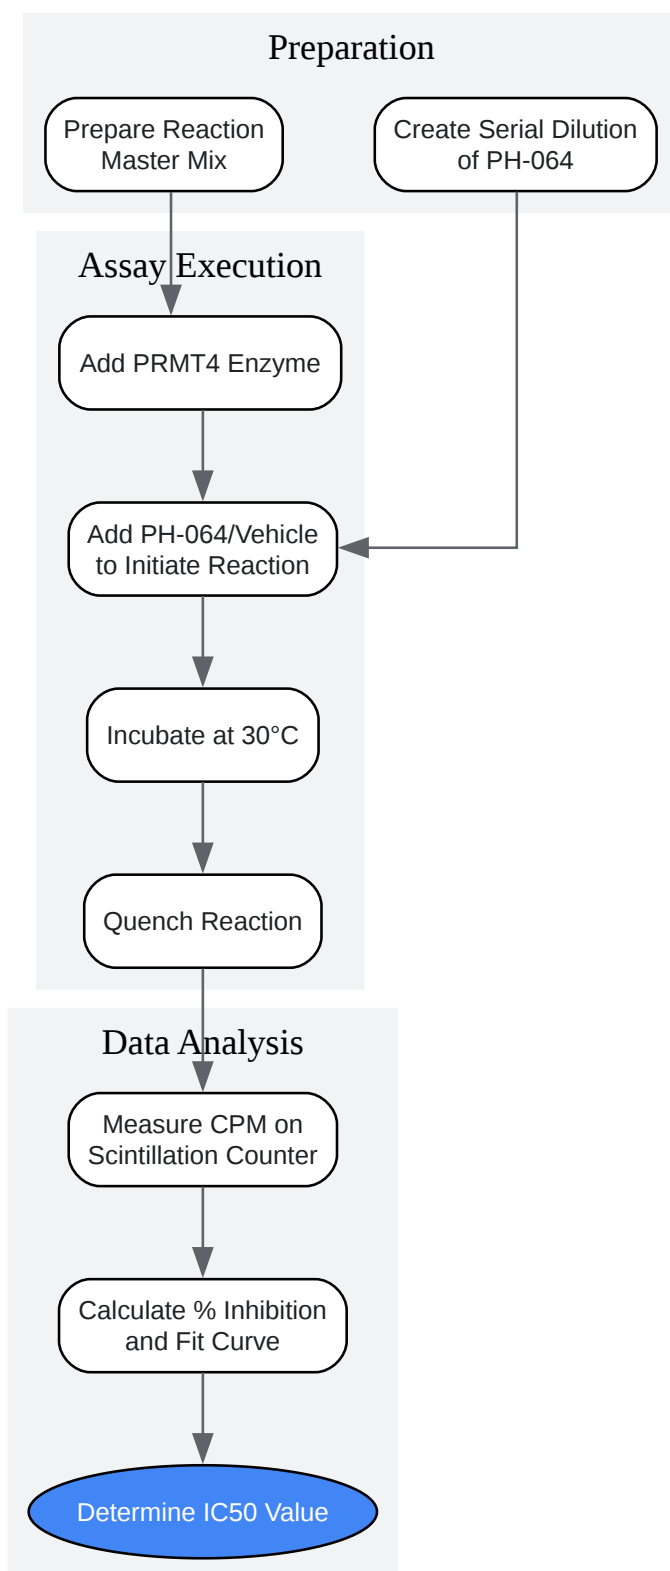 Preparation
Prepare Reaction
Master Mix
Create Serial Dilution
of PH-064
Assay Execution
Add PRMT4 Enzyme
Add PH-064/Vehicle
to Initiate Reaction
Incubate at 30°C
Quench Reaction
Data Analysis
Measure CPM on
Scintillation Counter
Calculate % Inhibition
and Fit Curve
Determine IC50 Value